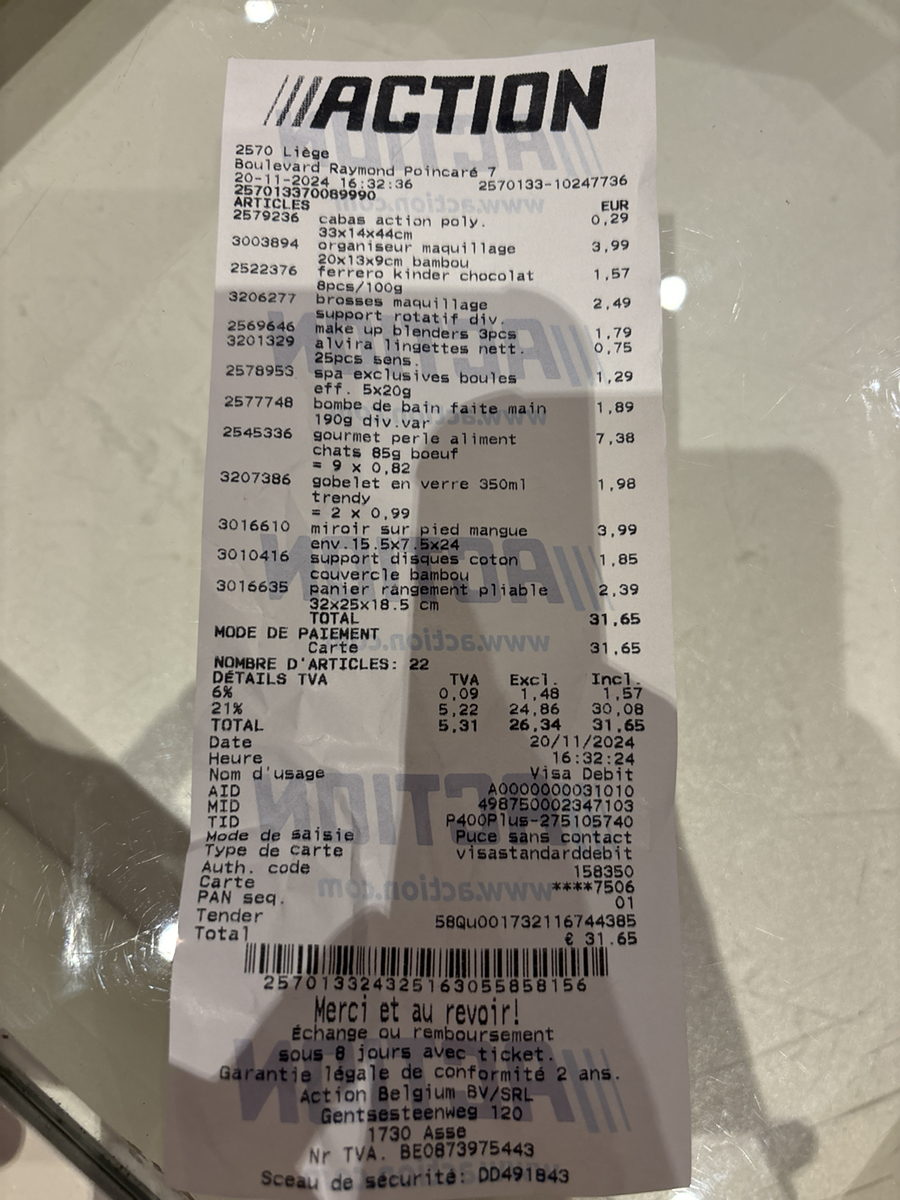 ///ACTION
2570 Liège
Boulevard Raymond Poincaré 7
20-11-2024 16:32:36 2570133-10247736
257013370089990
ARTICLES EUR
2579236 cabas action poly. 0,29
33x14x44cm
3003894 organiseur maquillage 3,99
20x13x9cm bambou
2522376 ferrero kinder chocolat 1,57
8pcs/100g
3206277 brosses maquillage 2,49
support rotatif div.
2569646 make up blenders 3pcs 1,79
3201329 alvira lingettes nett. 0,75
25pcs sens.
2578953 spa exclusives boules 1,29
eff. 5x20g
2577748 bombe de bain faite main 1,89
190g div.var
2545336 gourmet perle aliment 7,38
chats 85g boeuf
= 9 x 0,82
3207386 gobelet en verre 350ml 1,98
trendy
= 2 x 0,99
3016610 miroir sur pied mangue 3,99
env.15.5x7.5x24
3010416 support disques coton 1,85
couvercle bambou
3016635 panier rangement pliable 2,39
32x25x18.5 cm
TOTAL 31,65
MODE DE PAIEMENT
Carte 31,65
NOMBRE D'ARTICLES: 22
DÉTAILS TVA TVA Excl. Incl.
6% 0,09 1,48 1,57
21% 5,22 24,86 30,08
TOTAL 5,31 26,34 31,65
Date 20/11/2024
Heure 16:32:24
Nom d'usage Visa Debit
AID A0000000031010
MID 498750002347103
TID P400Plus-275105740
Mode de saisie Puce sans contact
Type de carte visastandarddebit
Auth. code 158350
Carte ****7506
PAN seq. 01
Tender 58Qu001732116744385
Total € 31.65
257013324325163055858156
Merci et au revoir!
Échange ou remboursement
sous 8 jours avec ticket.
Garantie légale de conformité 2 ans.
Action Belgium BV/SRL
Gentsesteenweg 120
1730 Asse
Nr TVA. BE0873975443
Sceau de sécurité: DD491843